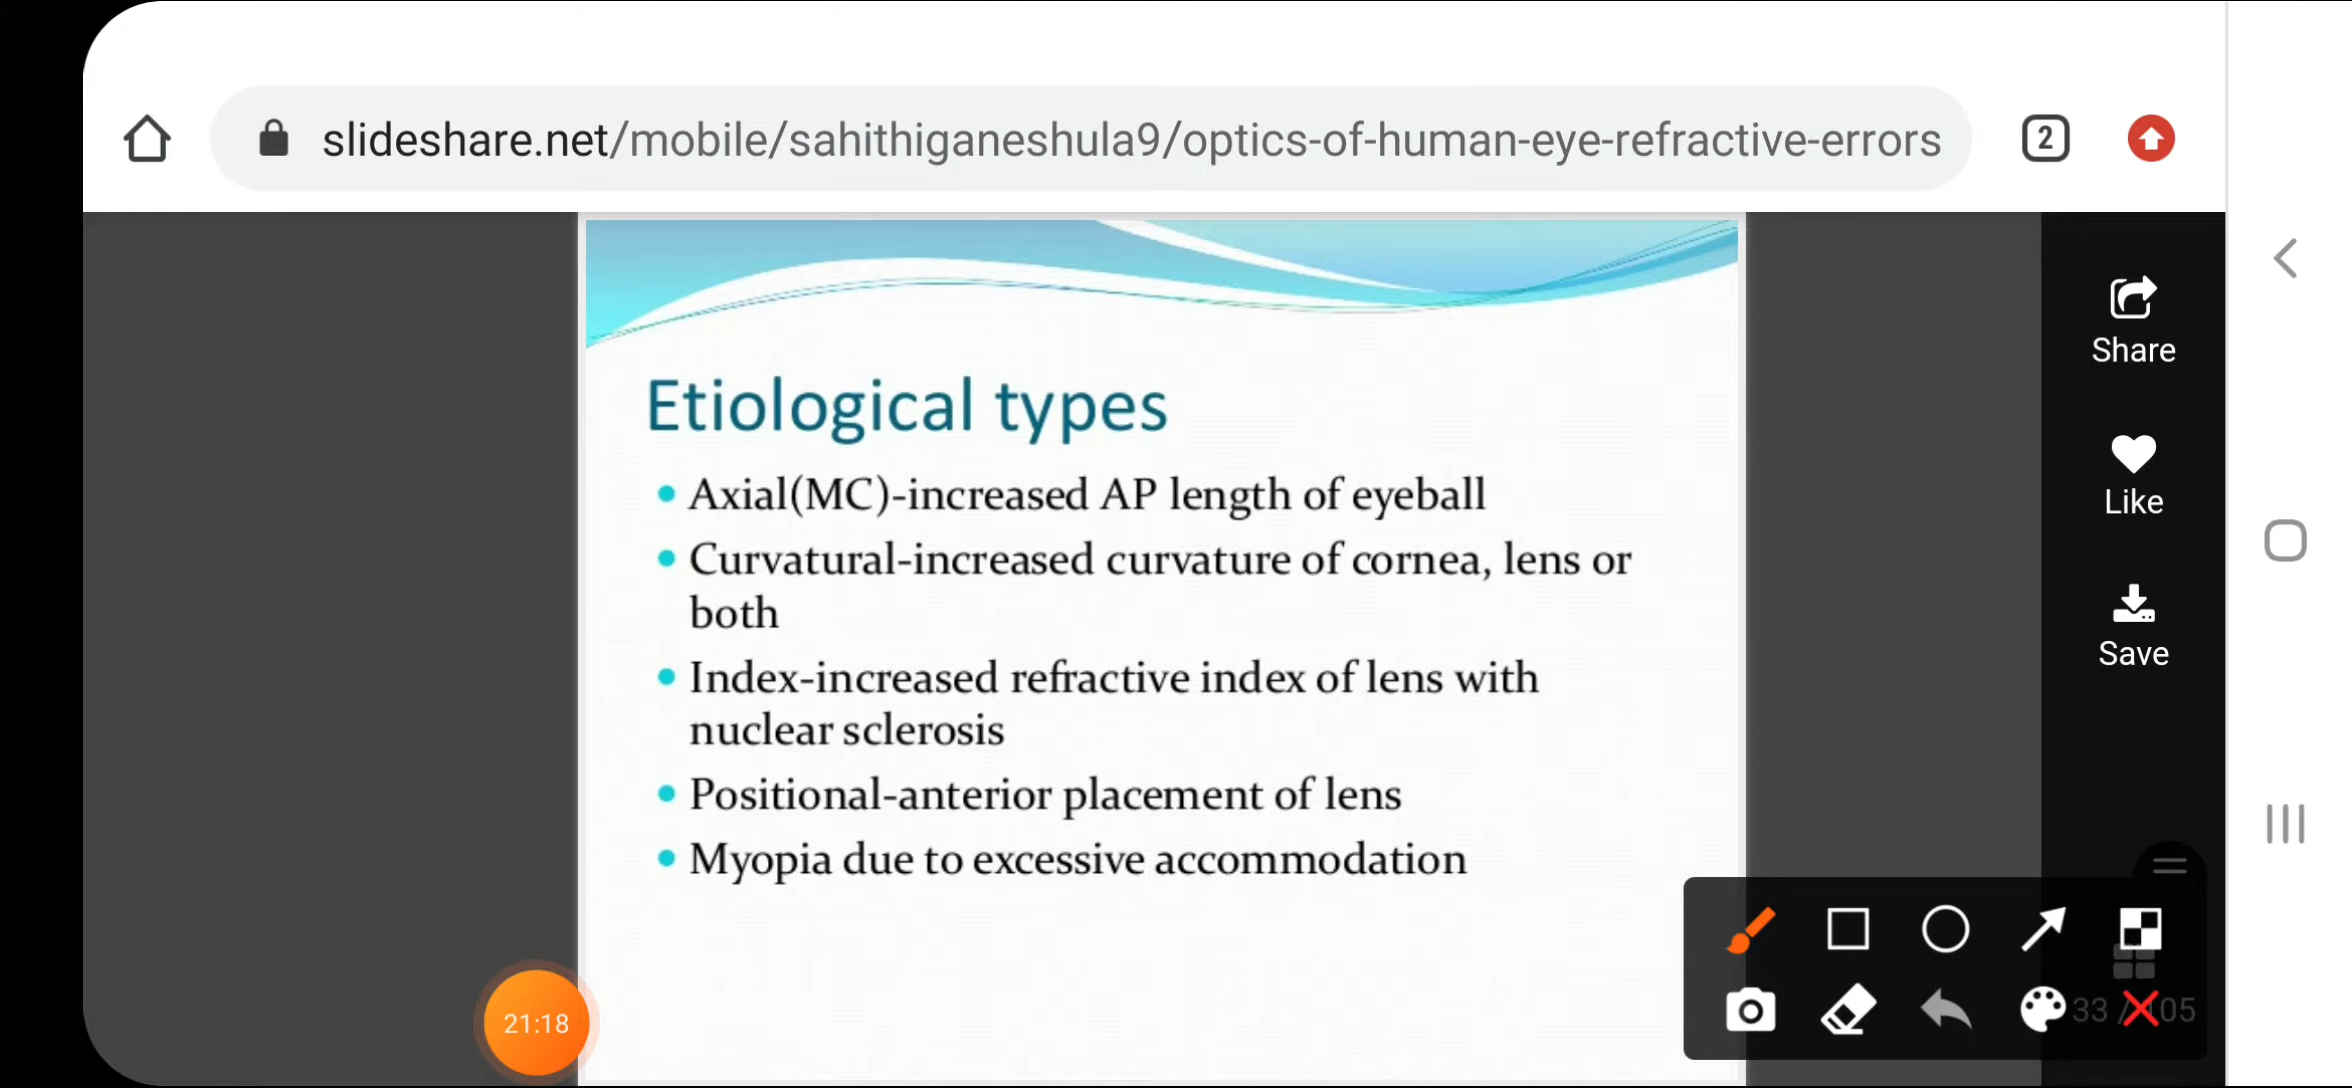 slideshare.net/mobile/sahithiganeshula9/optics-of-human-eye-refractive-errors
2
Share
Like
Save
Etiological types
• Axial(MC)-increased AP length of eyeball
• Curvatural-increased curvature of cornea, lens or
both
• Index-increased refractive index of lens with
nuclear sclerosis
• Positional-anterior placement of lens
• Myopia due to excessive accommodation
21:18
33 / 105